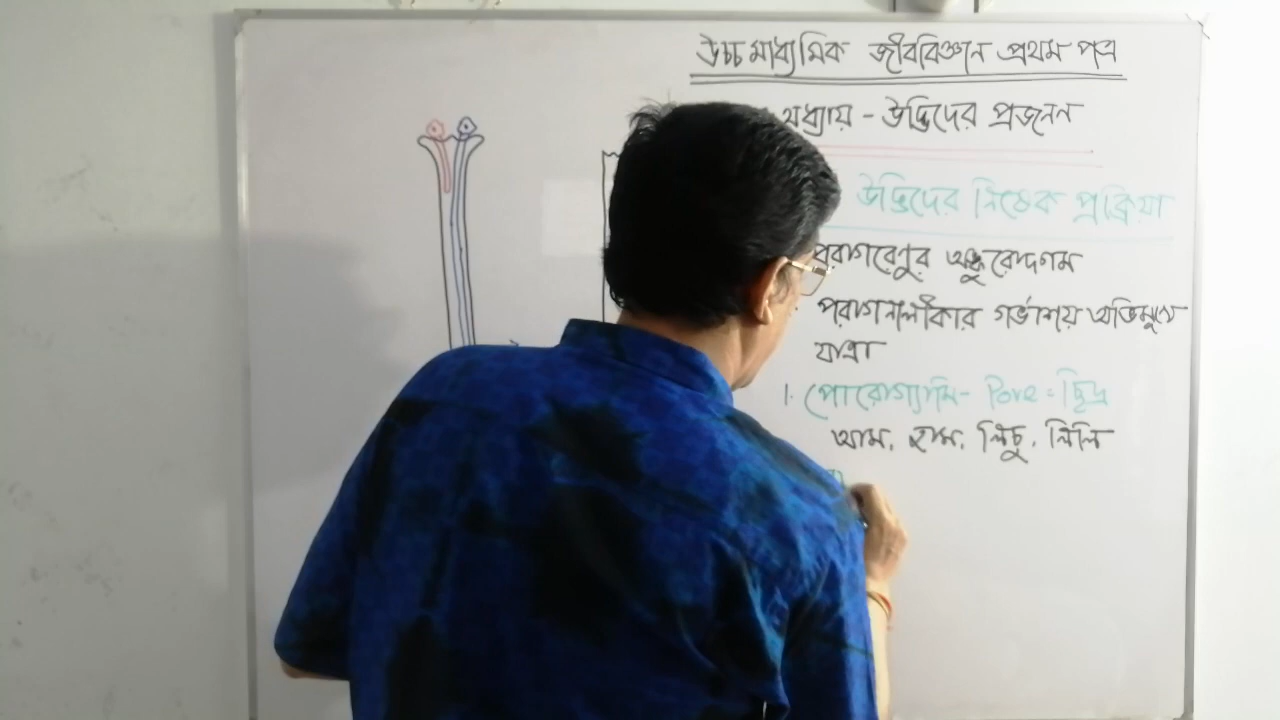 উচ্চ মাধ্যমিক জীববিজ্ঞান প্রথম পত্র
অধ্যায় - উদ্ভিদের প্রজনন
উদ্ভিদের নিষেক প্রক্রিয়া
পরাগরেণুর অঙ্কুরোদগম
পরাগনালীকার গর্ভাশয় অভিমুখে
যাত্রা
1. পোরোগ্যামি - Pore = ছিদ্র
আম, জাম, লিচু, লিলি